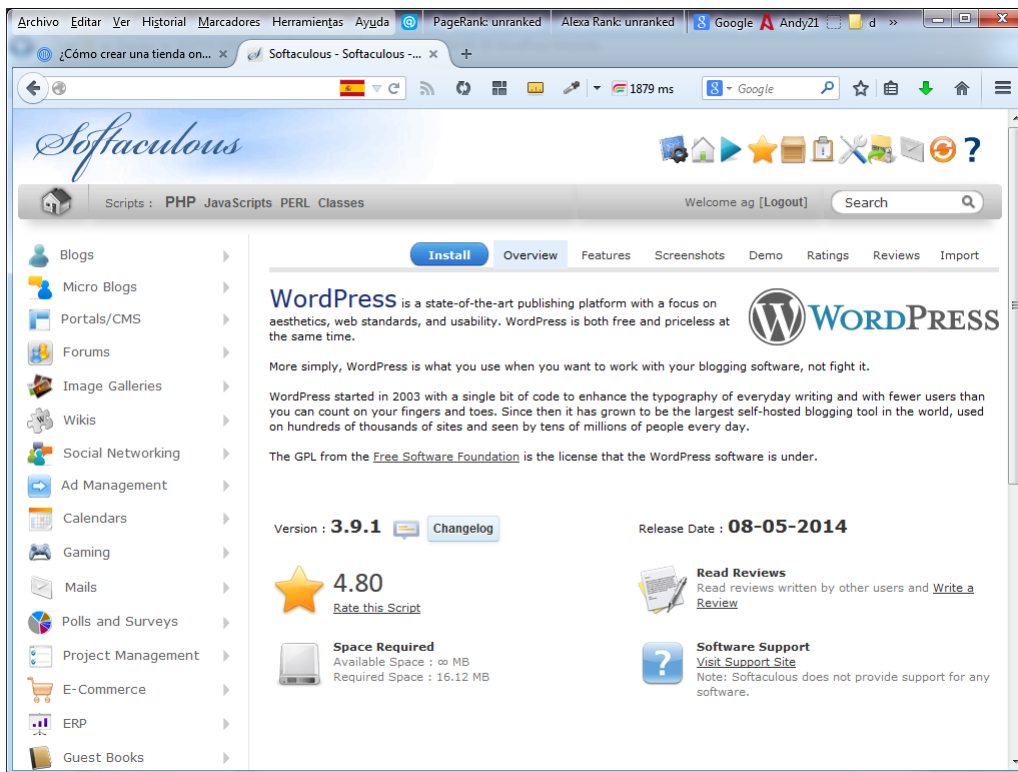 Archivo Editar Ver Historial Marcadores Herramientas Ayuda @ PageRank: unranked Alexa Rank: unranked 8 Google Andy21 d »
¿Cómo crear una tienda on... × Softaculous - Softaculous -... × +
1879 ms 8 Google
Softaculous
?
Scripts : PHP JavaScripts PERL Classes Welcome ag [Logout] Search
Blogs
Micro Blogs
Portals/CMS
Forums
Image Galleries
Wikis
Social Networking
Ad Management
Calendars
Gaming
Mails
Polls and Surveys
Project Management
E-Commerce
ERP
Guest Books
Install Overview Features Screenshots Demo Ratings Reviews Import
WordPress is a state-of-the-art publishing platform with a focus on
aesthetics, web standards, and usability. WordPress is both free and priceless at
the same time.
W WORDPRESS
More simply, WordPress is what you use when you want to work with your blogging software, not fight it.
WordPress started in 2003 with a single bit of code to enhance the typography of everyday writing and with fewer users than
you can count on your fingers and toes. Since then it has grown to be the largest self-hosted blogging tool in the world, used
on hundreds of thousands of sites and seen by tens of millions of people every day.
The GPL from the Free Software Foundation is the license that the WordPress software is under.
Version : 3.9.1 Changelog
Release Date : 08-05-2014
4.80
Rate this Script
Read Reviews
Read reviews written by other users and Write a
Review
Space Required
Available Space : ∞ MB
Required Space : 16.12 MB
?
Software Support
Visit Support Site
Note: Softaculous does not provide support for any
software.